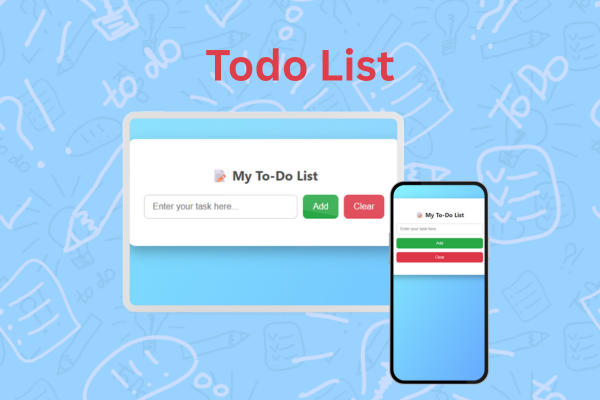 Todo List
to do
TO DO
My To-Do List
Enter your task here...
Add
Clear
My To-Do List
Enter your task here
Add
Clear
to do